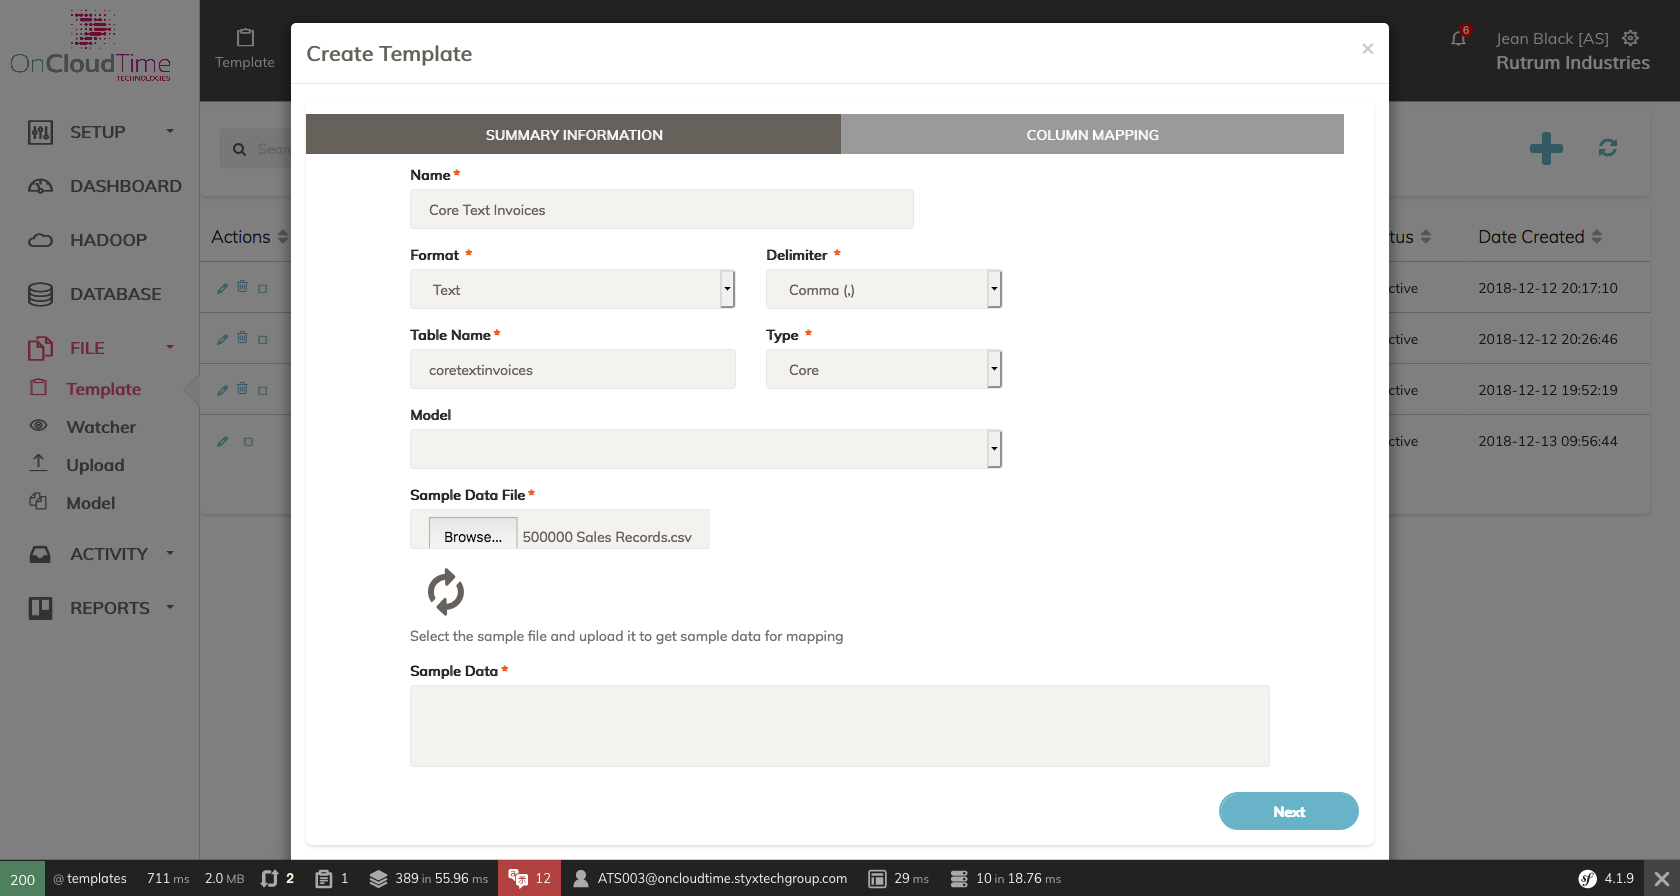 OnCloudTime
TECHNOLOGIES
Template
6
Jean Black [AS]
Rutrum Industries
SETUP
DASHBOARD
HADOOP
DATABASE
FILE
Template
Watcher
Upload
Model
ACTIVITY
REPORTS
Sear
Actions
tus
Date Created
ctive
2018-12-12 20:17:10
ctive
2018-12-12 20:26:46
ctive
2018-12-12 19:52:19
ctive
2018-12-13 09:56:44
Create Template
×
SUMMARY INFORMATION
COLUMN MAPPING
Name*
Core Text Invoices
Format * Delimiter *
Text Comma (,)
Table Name* Type *
coretextinvoices Core
Model
Sample Data File*
Browse... 500000 Sales Records.csv
Select the sample file and upload it to get sample data for mapping
Sample Data*
Next
200 @ templates 711 ms 2.0 MB 2 1 389 in 55.96 ms 12 ATS003@oncloudtime.styxtechgroup.com 29 ms 10 in 18.76 ms sf 4.1.9